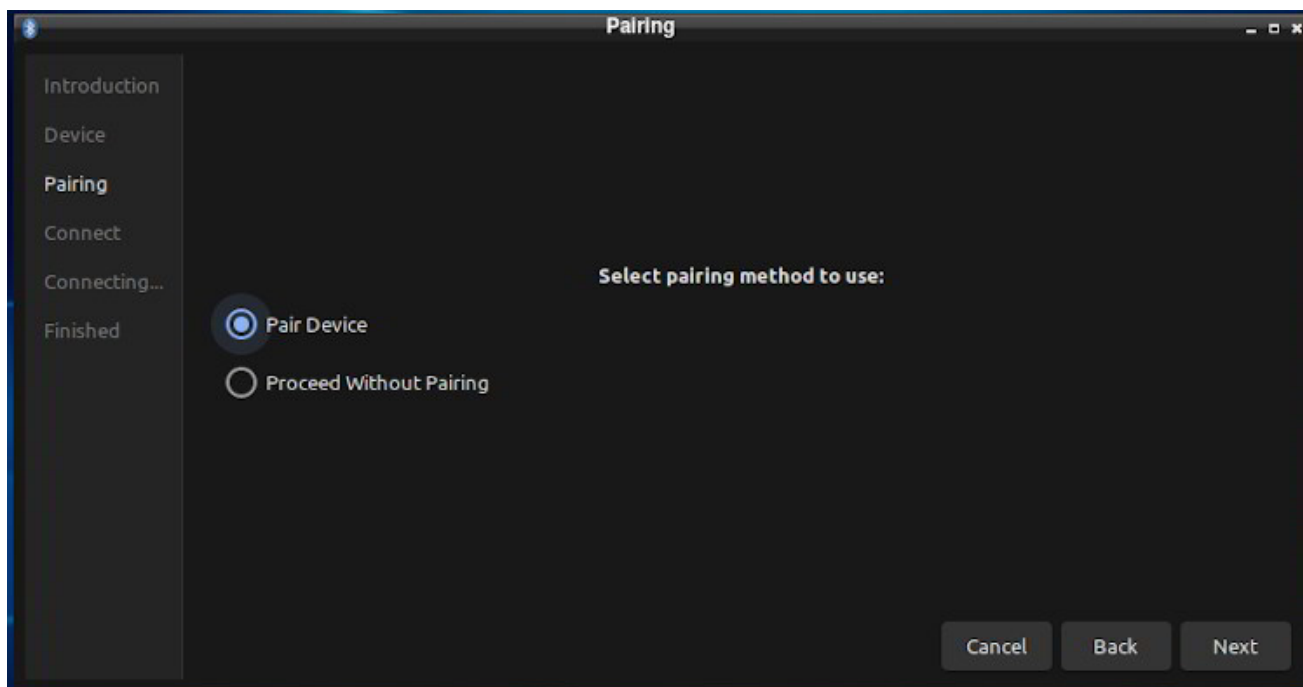 Pairing
Introduction
Device
Pairing
Connect
Connecting...
Finished
Select pairing method to use:
Pair Device
Proceed Without Pairing
Cancel
Back
Next